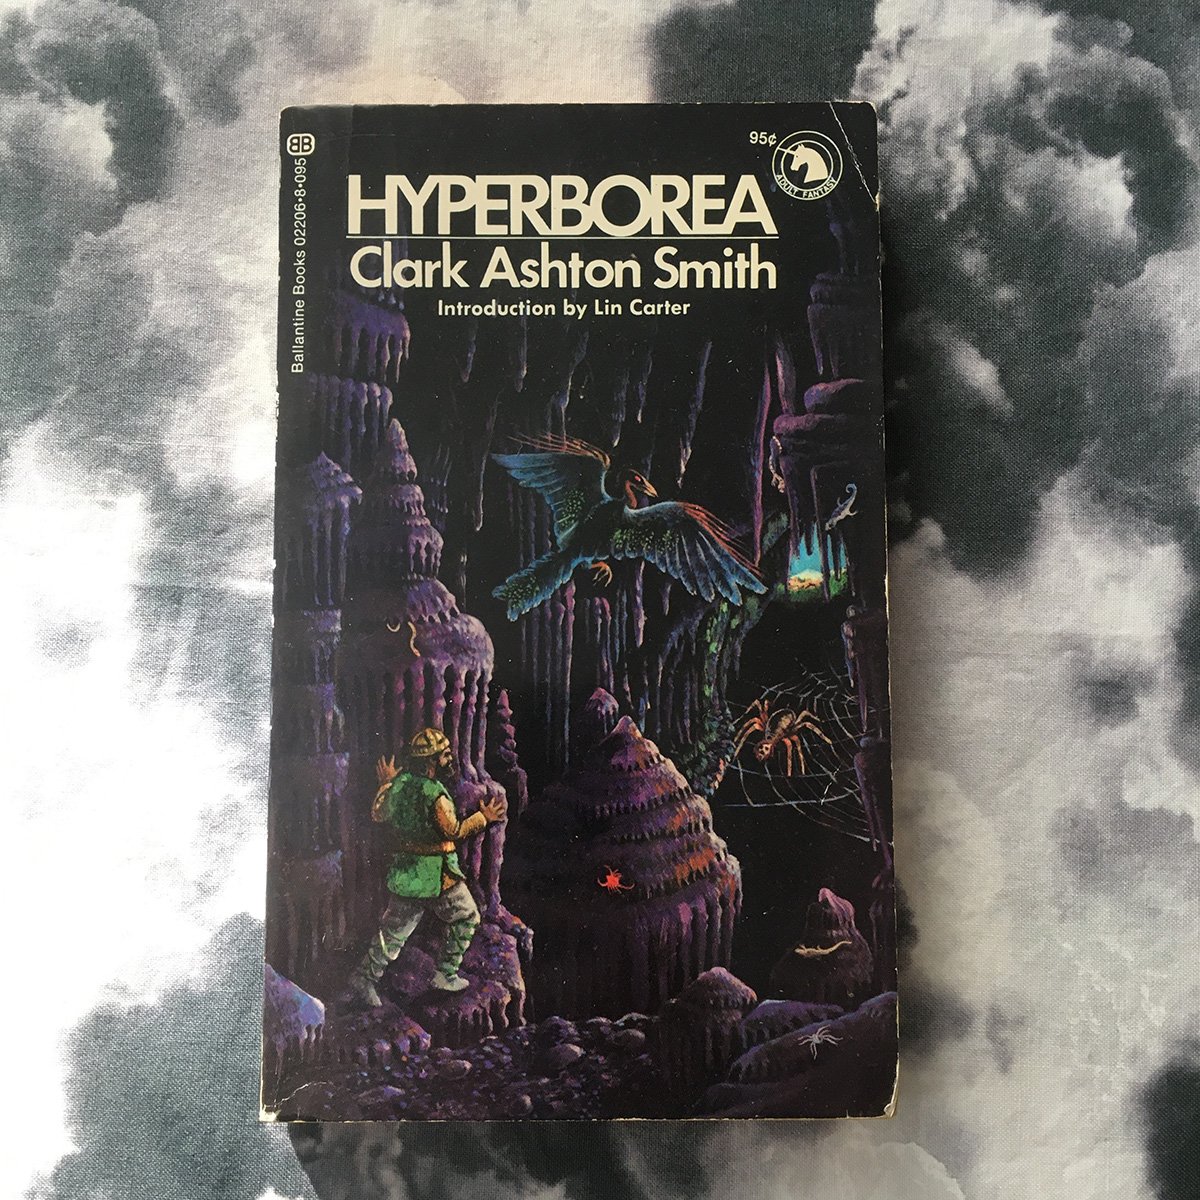 BB
Ballantine Books 02206·8·095
95¢
ADULT FANTASY
HYPERBOREA
Clark Ashton Smith
Introduction by Lin Carter